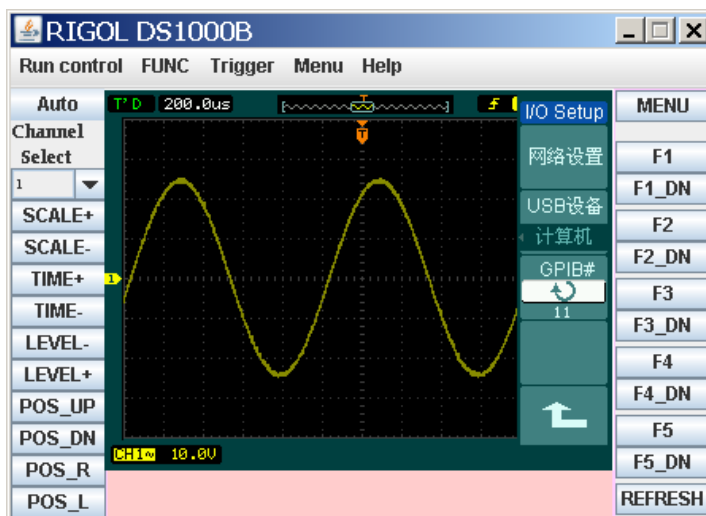 RIGOL DS1000B
Run control FUNC Trigger Menu Help
Auto
Channel
Select
1
SCALE+
SCALE-
TIME+
TIME-
LEVEL-
LEVEL+
POS_UP
POS_DN
POS_R
POS_L
T'D 200.0us
T
1
CH1~ 10.0V
I/O Setup
网络设置
USB设备
计算机
GPIB#
11
MENU
F1
F1_DN
F2
F2_DN
F3
F3_DN
F4
F4_DN
F5
F5_DN
REFRESH